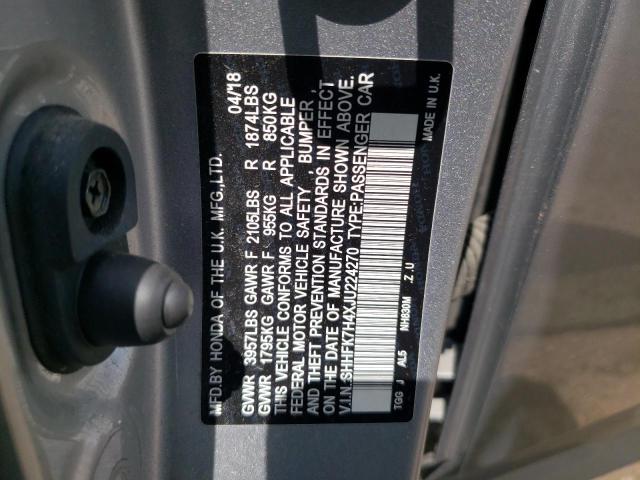 MFD.BY HONDA OF THE U.K. MFG.,LTD. 04/18
GVWR 3957LBS GAWR F 2105LBS R 1874LBS
GVWR 1795KG GAWR F 955KG R 850KG
THIS VEHICLE CONFORMS TO ALL APPLICABLE
FEDERAL MOTOR VEHICLE SAFETY, BUMPER,
AND THEFT PREVENTION STANDARDS IN EFFECT
ON THE DATE OF MANUFACTURE SHOWN ABOVE.
V.I.N.:SHHFK7H4XJU224270 TYPE:PASSENGER CAR
TGG J AL5 NH830M .Z.U MADE IN U.K.